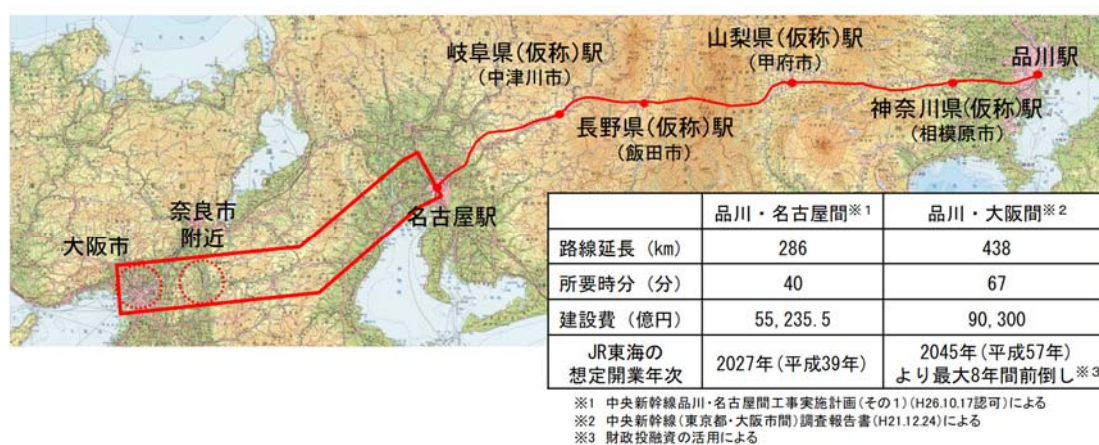 岐阜県(仮称)駅
(中津川市)
山梨県(仮称)駅
(甲府市)
品川駅
長野県(仮称)駅
(飯田市)
神奈川県(仮称)駅
(相模原市)
名古屋駅
奈良市
附近
大阪市
品川・名古屋間※1 品川・大阪間※2
路線延長(km) 286 438
所要時分(分) 40 67
建設費(億円) 55,235.5 90,300
JR東海の
想定開業年次
2027年(平成39年)
2045年(平成57年)
より最大8年間前倒し※3
※1 中央新幹線品川・名古屋間工事実施計画(その1)(H26.10.17認可)による
※2 中央新幹線(東京都・大阪市間)調査報告書(H21.12.24)による
※3 財政投融資の活用による